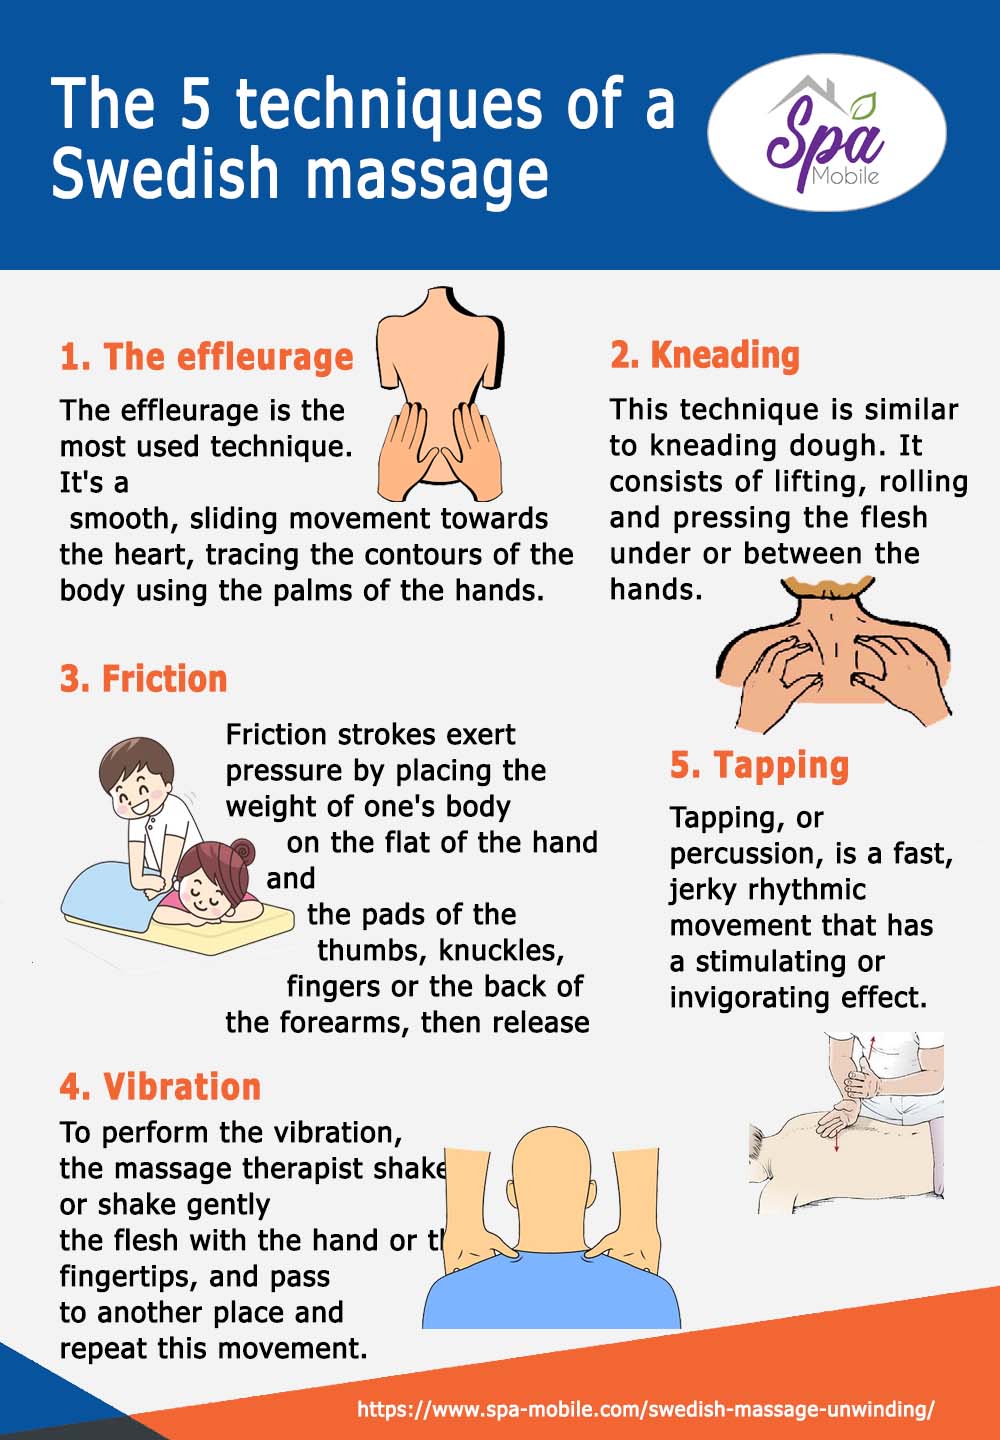 The 5 techniques of a
Swedish massage
Spa
Mobile
1. The effleurage
The effleurage is the
most used technique.
It's a
smooth, sliding movement towards
the heart, tracing the contours of the
body using the palms of the hands.
2. Kneading
This technique is similar
to kneading dough. It
consists of lifting, rolling
and pressing the flesh
under or between the
hands.
3. Friction
Friction strokes exert
pressure by placing the
weight of one's body
on the flat of the hand
and
the pads of the
thumbs, knuckles,
fingers or the back of
the forearms, then release
5. Tapping
Tapping, or
percussion, is a fast,
jerky rhythmic
movement that has
a stimulating or
invigorating effect.
4. Vibration
To perform the vibration,
the massage therapist shake
or shake gently
the flesh with the hand or
fingertips, and pass
to another place and
repeat this movement.
https://www.spa-mobile.com/swedish-massage-unwinding/